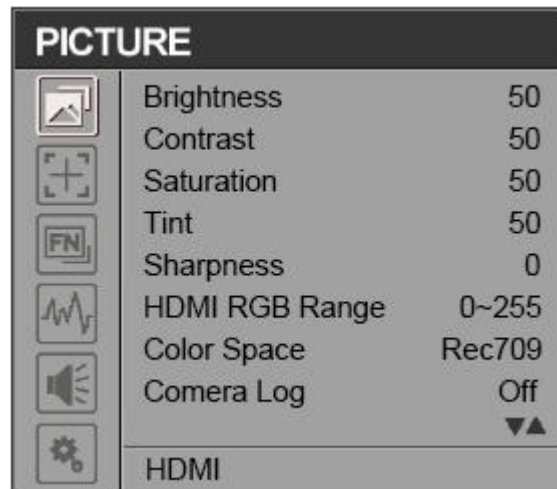 PICTURE
Brightness 50
Contrast 50
Saturation 50
Tint 50
Sharpness 0
FN
HDMI RGB Range 0~255
Color Space Rec709
Comera Log Off
▼▲
HDMI